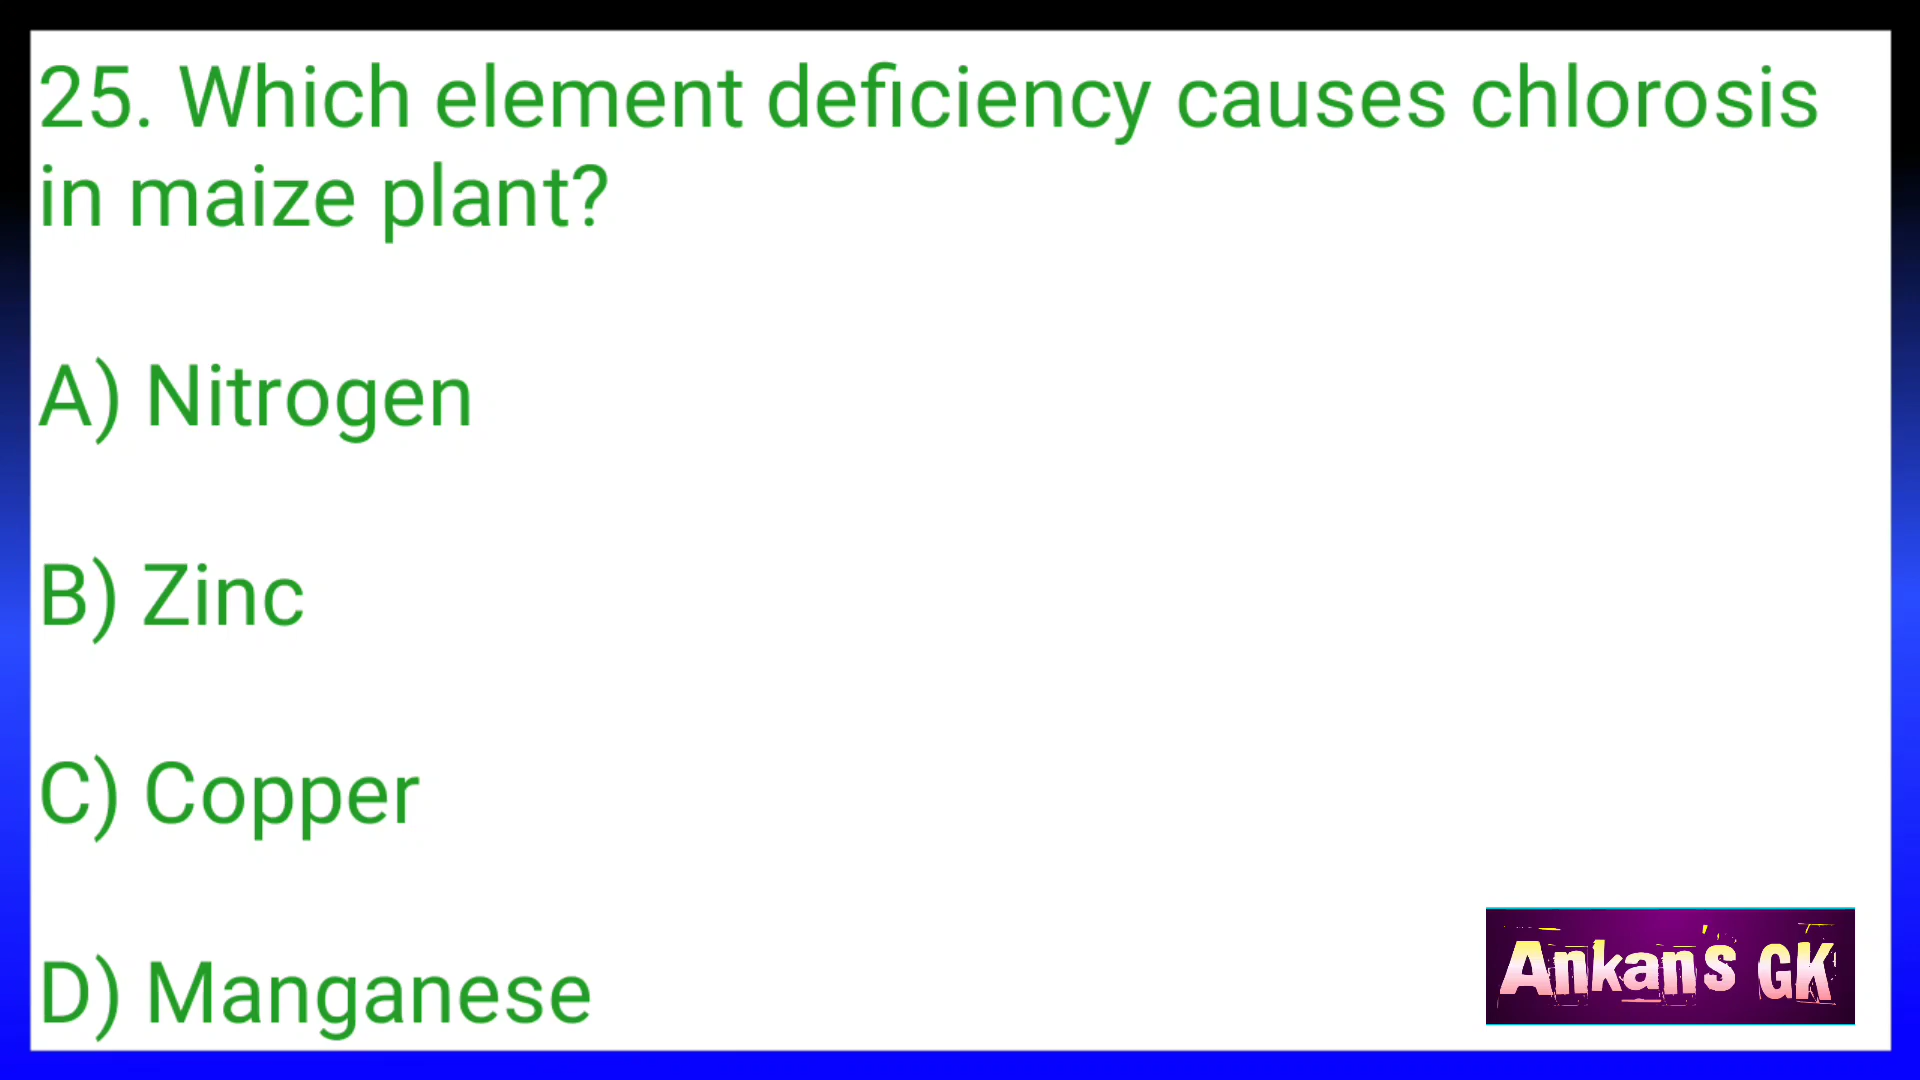 25. Which element deficiency causes chlorosis
in maize plant?
A) Nitrogen
B) Zinc
C) Copper
D) Manganese
Ankan's GK